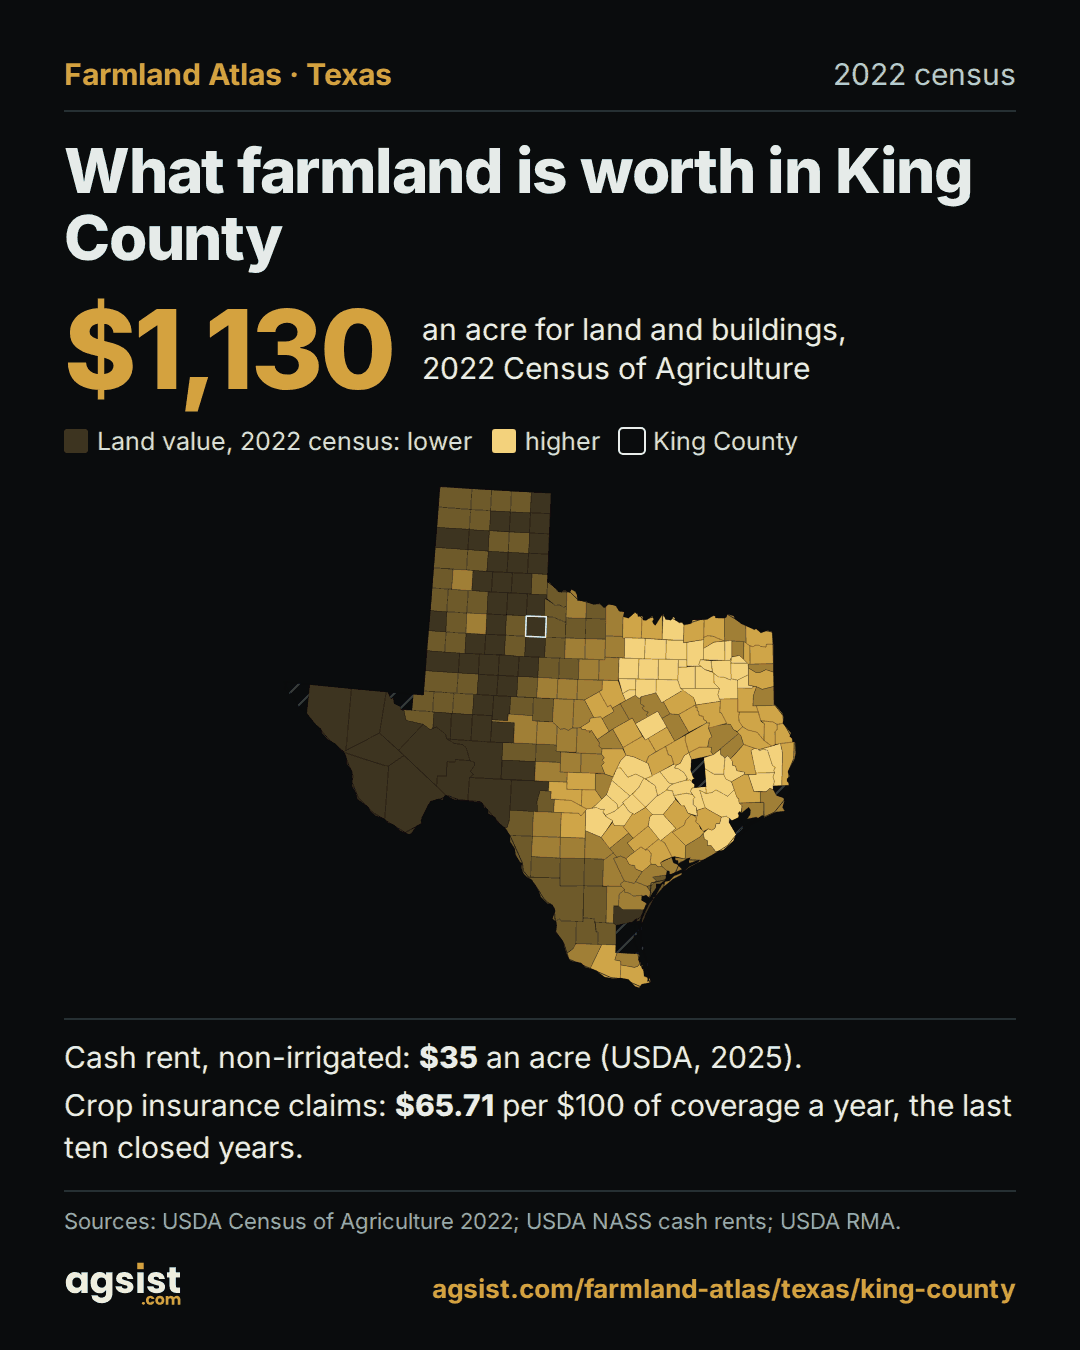 Farmland Atlas · Texas
2022 census
What farmland is worth in King
County
$1,130
an acre for land and buildings,
2022 Census of Agriculture
Land value, 2022 census: lower
higher
King County
Cash rent, non-irrigated: $35 an acre (USDA, 2025).
Crop insurance claims: $65.71 per $100 of coverage a year, the last
ten closed years.
Sources: USDA Census of Agriculture 2022; USDA NASS cash rents; USDA RMA.
agsist
.com
agsist.com/farmland-atlas/texas/king-county